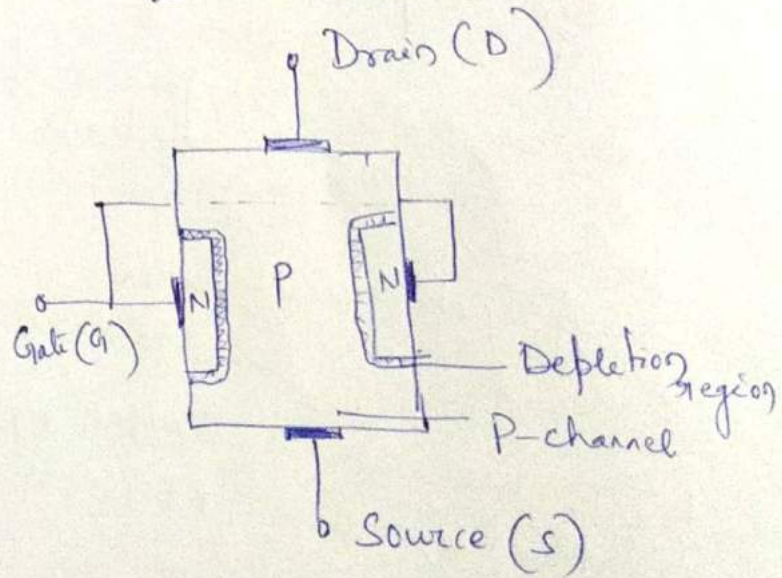 Drain (D)
N
P
N
Gate (G)
Depletion
region
P-channel
Source (S)